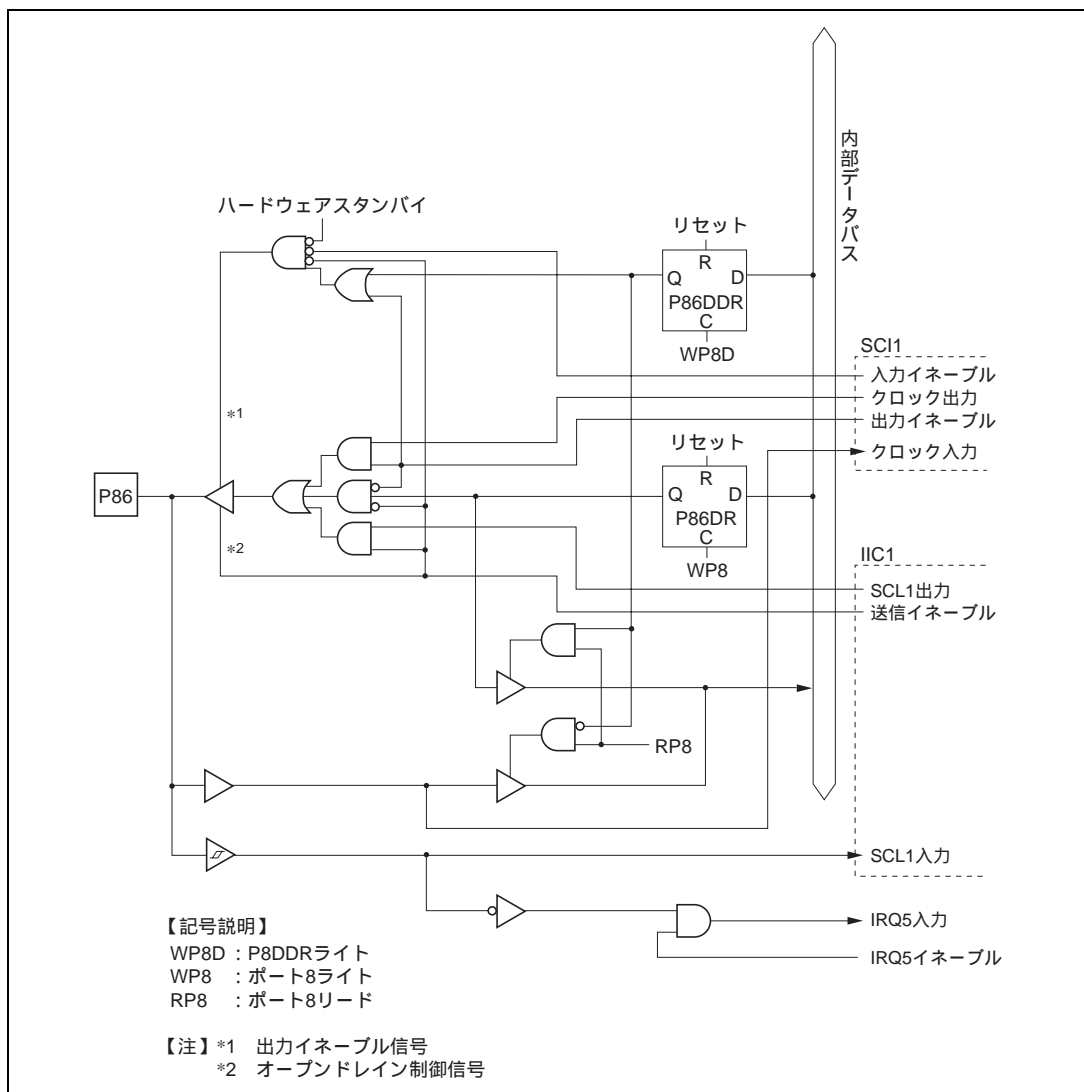 内部データバス
ハードウェアスタンバイ
リセット
R
Q D
P86DDR
C
WP8D
SCI1
入力イネーブル
クロック出力
出力イネーブル
クロック入力
*1
リセット
R
Q D
P86DR
C
WP8
P86
*2
IIC1
SCL1出力
送信イネーブル
RP8
SCL1入力
IRQ5入力
IRQ5イネーブル
【記号説明】
WP8D : P8DDRライト
WP8 : ポート8ライト
RP8 : ポート8リード
【注】 *1 出力イネーブル信号
*2 オープンドレイン制御信号